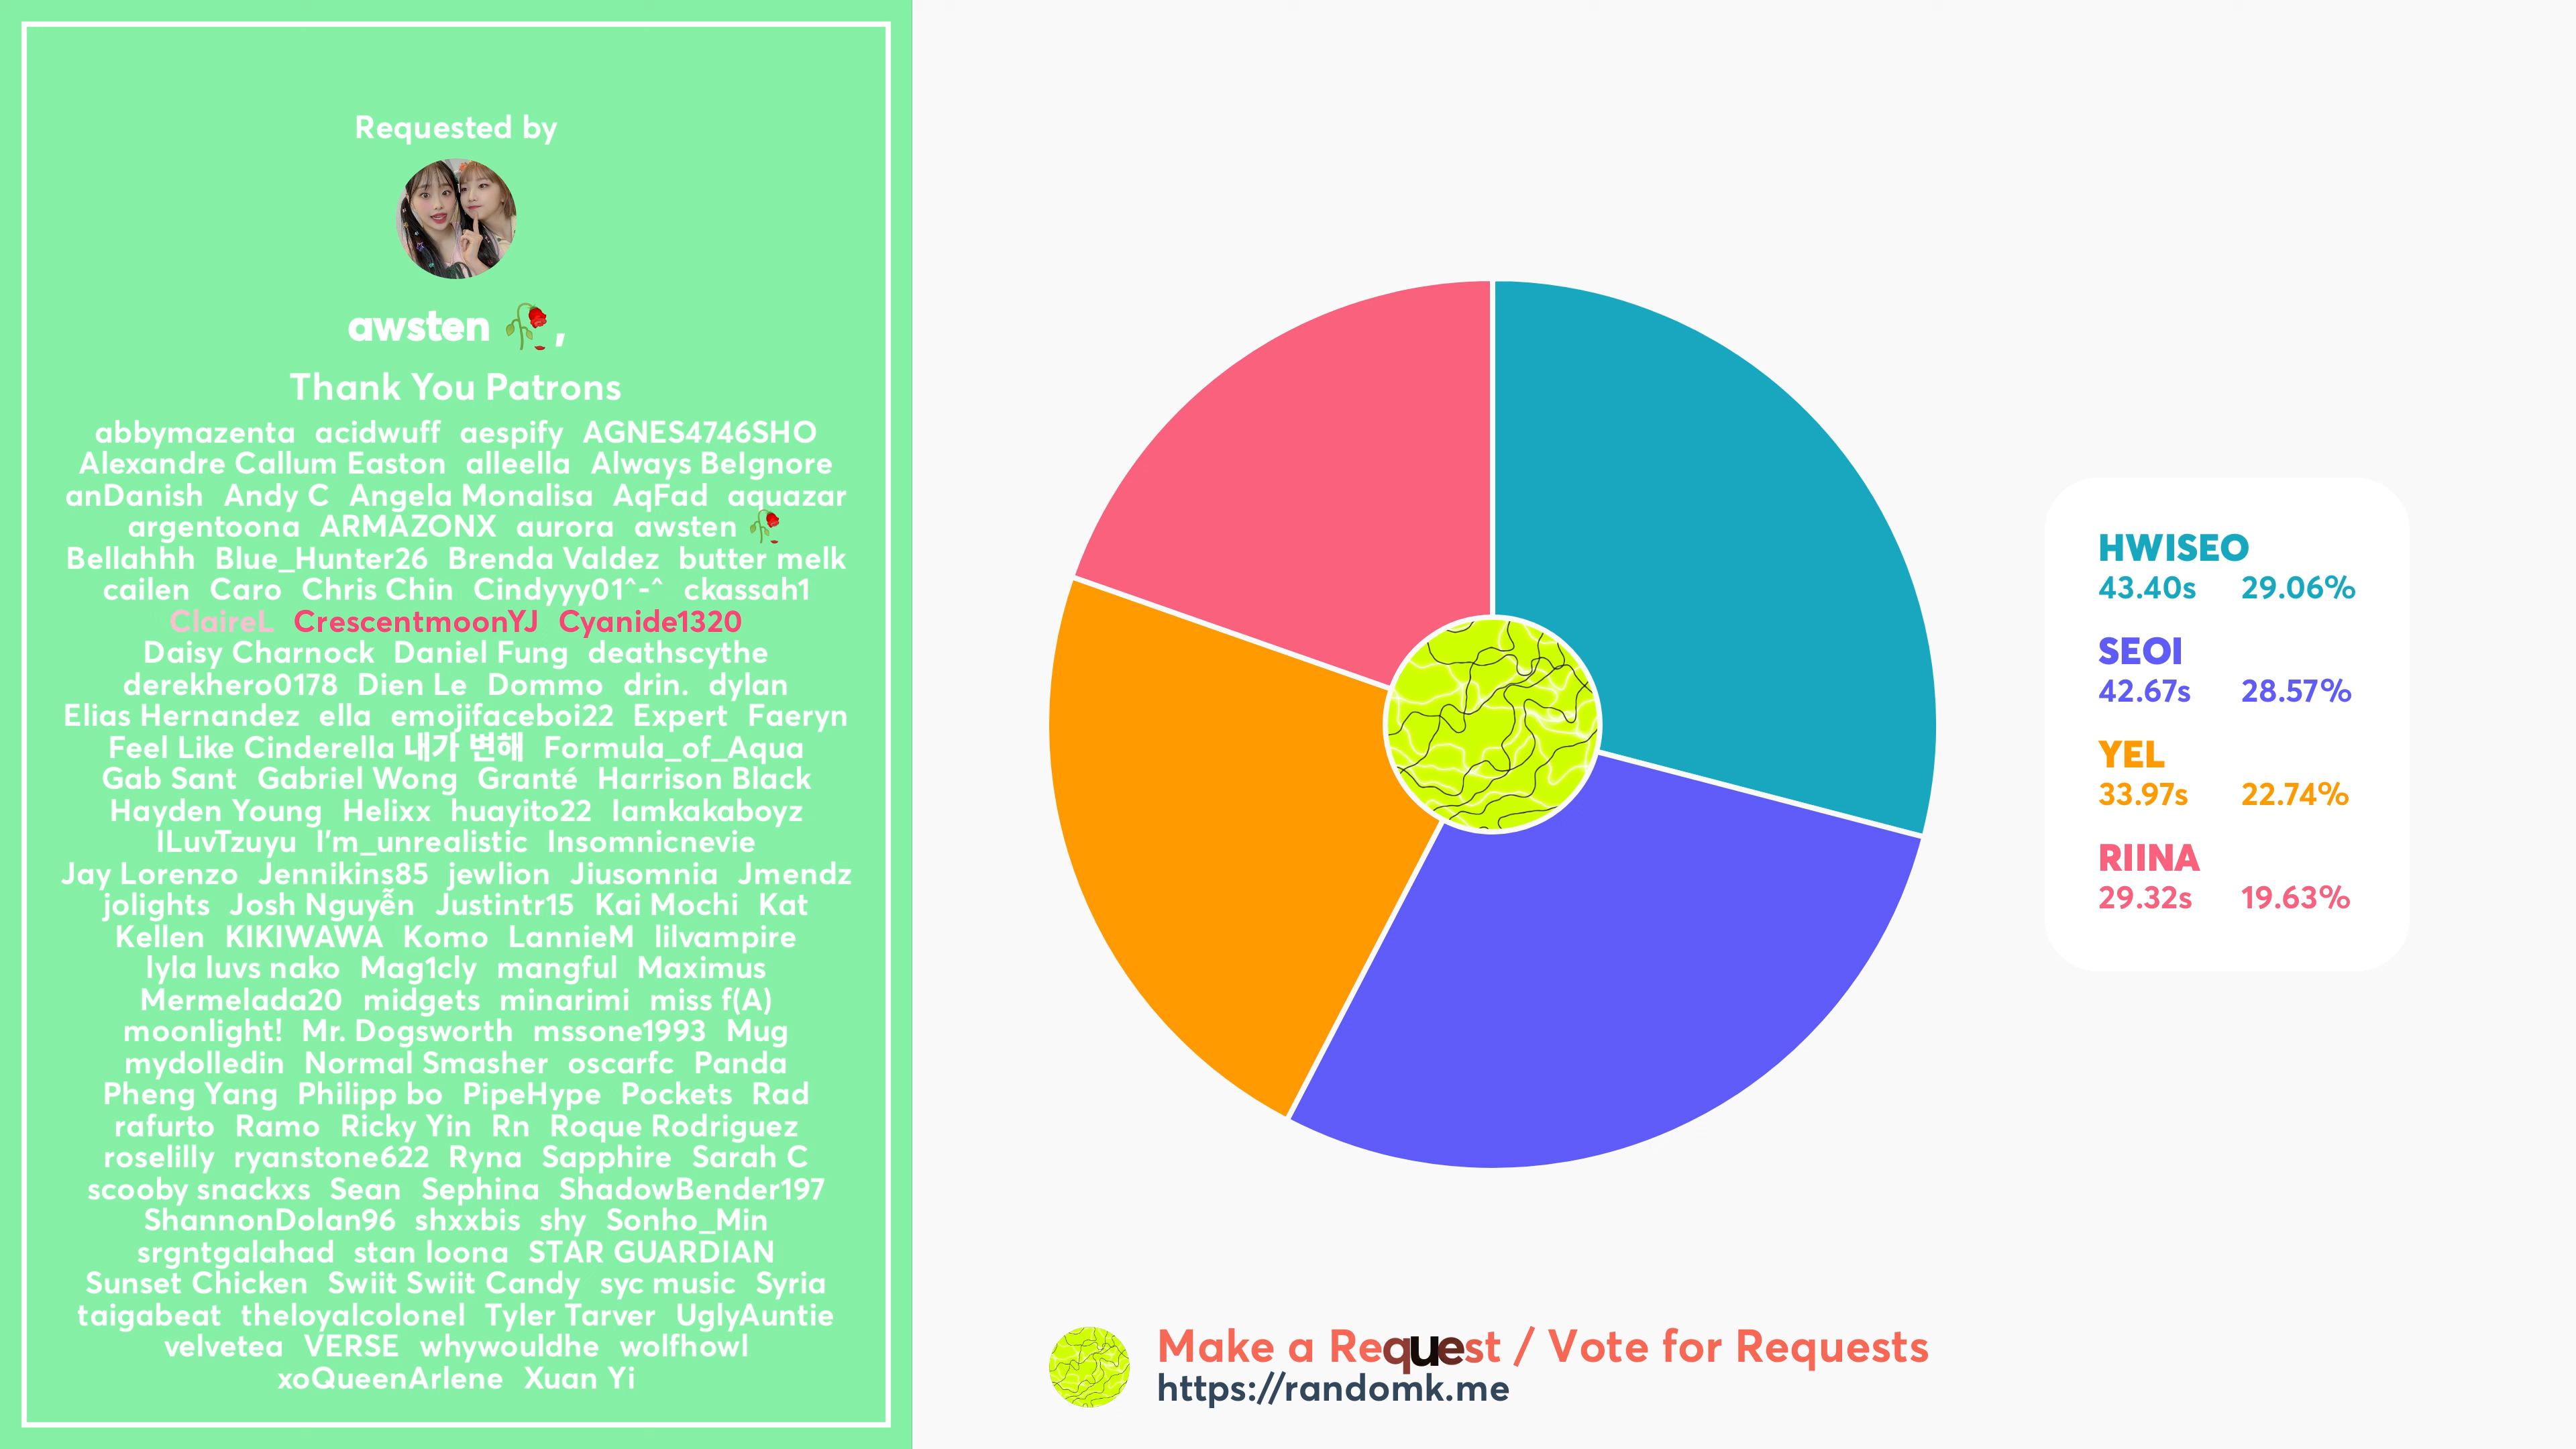 Requested by
awsten 🥀,
Thank You Patrons
abbymazenta acidwuff aespify AGNES4746SHO
Alexandre Callum Easton alleella Always BeIgnore
anDanish Andy C Angela Monalisa AqFad aquazar
argentoona ARMAZONX aurora awsten 🥀
Bellahhh Blue_Hunter26 Brenda Valdez butter melk
cailen Caro Chris Chin Cindyyy01^-^ ckassah1
ClaireL CrescentmoonYJ Cyanide1320
Daisy Charnock Daniel Fung deathscythe
derekhero0178 Dien Le Dommo drin. dylan
Elias Hernandez ella emojifaceboi22 Expert Faeryn
Feel Like Cinderella 내가 변해 Formula_of_Aqua
Gab Sant Gabriel Wong Granté Harrison Black
Hayden Young Helixx huayito22 Iamkakaboyz
ILuvTzuyu I'm_unrealistic Insomnicnevie
Jay Lorenzo Jennikins85 jewlion Jiusomnia Jmendz
jolights Josh Nguyễn Justintr15 Kai Mochi Kat
Kellen KIKIWAWA Komo LannieM lilvampire
lyla luvs nako Mag1cly mangful Maximus
Mermelada20 midgets minarimi miss f(A)
moonlight! Mr. Dogsworth mssone1993 Mug
mydolledin Normal Smasher oscarfc Panda
Pheng Yang Philipp bo PipeHype Pockets Rad
rafurto Ramo Ricky Yin Rn Roque Rodriguez
roselilly ryanstone622 Ryna Sapphire Sarah C
scooby snackxs Sean Sephina ShadowBender197
ShannonDolan96 shxxbis shy Sonho_Min
srgntgalahad stan loona STAR GUARDIAN
Sunset Chicken Swiit Swiit Candy syc music Syria
taigabeat theloyalcolonel Tyler Tarver UglyAuntie
velvetea VERSE whywouldhe wolfhowl
xoQueenArlene Xuan Yi
HWISEO
43.40s 29.06%
SEOI
42.67s 28.57%
YEL
33.97s 22.74%
RIINA
29.32s 19.63%
Make a Request / Vote for Requests
https://randomk.me